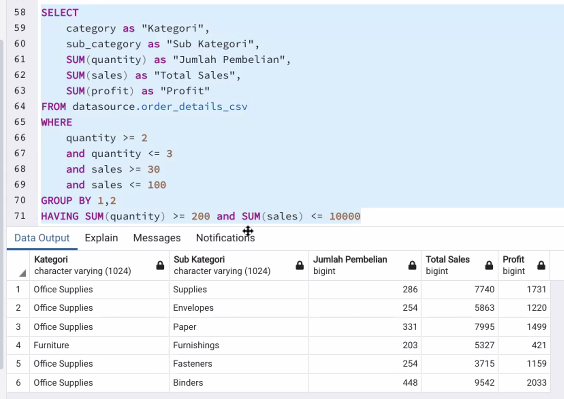 58 SELECT
59 category as "Kategori",
60 sub_category as "Sub Kategori",
61 SUM(quantity) as "Jumlah Pembelian",
62 SUM(sales) as "Total Sales",
63 SUM(profit) as "Profit"
64 FROM datasource.order_details_csv
65 WHERE
66 quantity >= 2
67 and quantity <= 3
68 and sales >= 30
69 and sales <= 100
70 GROUP BY 1,2
71 HAVING SUM(quantity) >= 200 and SUM(sales) <= 10000
Data Output Explain Messages Notifications
Kategori Sub Kategori Jumlah Pembelian Total Sales Profit
character varying (1024) character varying (1024) bigint bigint bigint
1 Office Supplies Supplies 286 7740 1731
2 Office Supplies Envelopes 254 5863 1220
3 Office Supplies Paper 331 7995 1499
4 Furniture Furnishings 203 5327 421
5 Office Supplies Fasteners 254 3715 1159
6 Office Supplies Binders 448 9542 2033